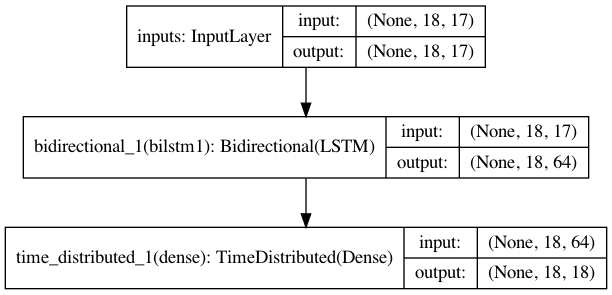 inputs: InputLayer
input: (None, 18, 17)
output: (None, 18, 17)
bidirectional_1(bilstm1): Bidirectional(LSTM)
input: (None, 18, 17)
output: (None, 18, 64)
time_distributed_1(dense): TimeDistributed(Dense)
input: (None, 18, 64)
output: (None, 18, 18)